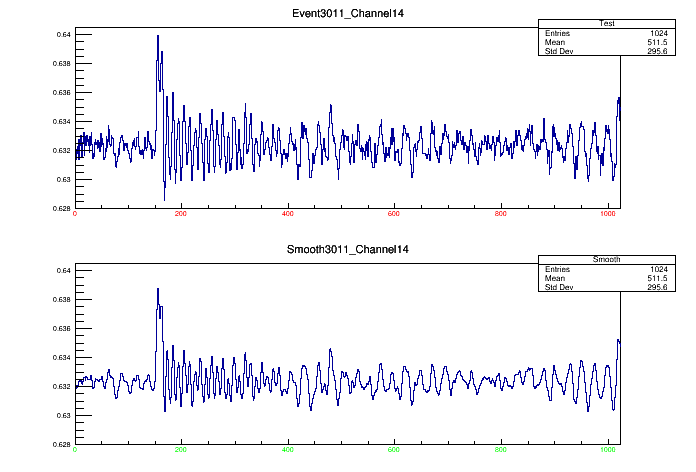 Event3011_Channel14
Test
Entries 1024
Mean 511.5
Std Dev 295.6
0.64
0.638
0.636
0.634
0.632
0.63
0.628
0 200 400 600 800 1000
Smooth3011_Channel14
Smooth
Entries 1024
Mean 511.5
Std Dev 295.6
0.64
0.638
0.636
0.634
0.632
0.63
0.628
0 200 400 600 800 1000